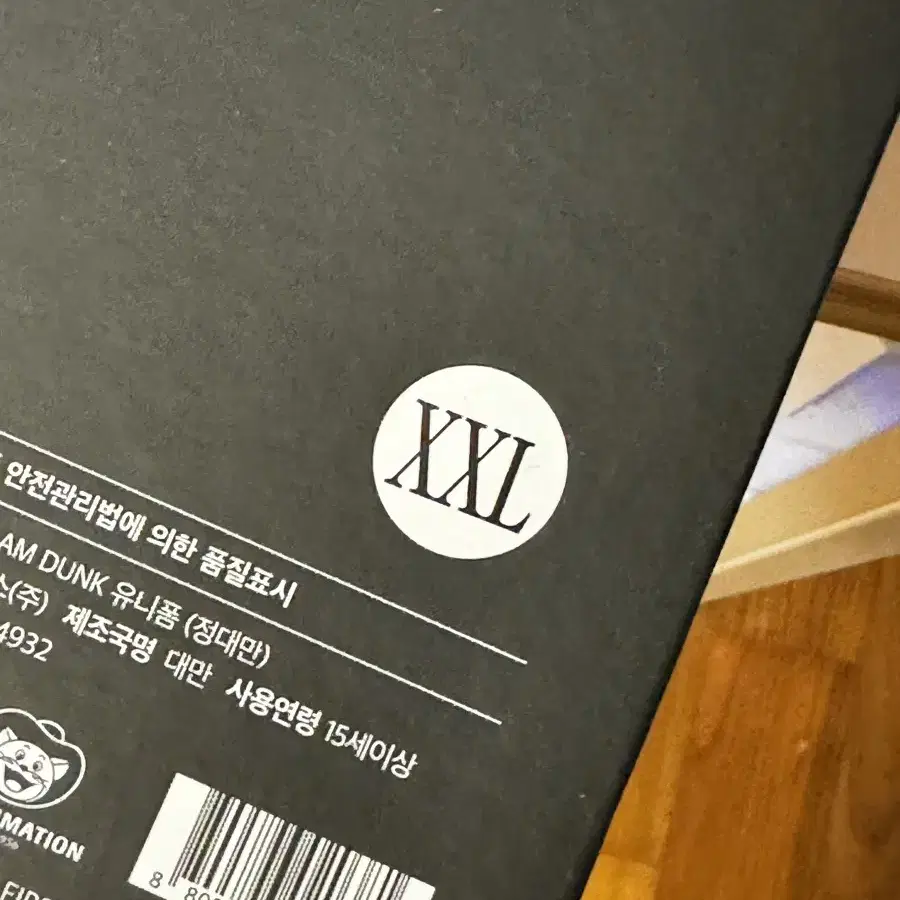 XXL
안전관리법에 의한 품질표시
AM DUNK 유니폼 (정대만)
(주) 제조국명 대만 사용연령 15세이상
4932
MATION
8 80